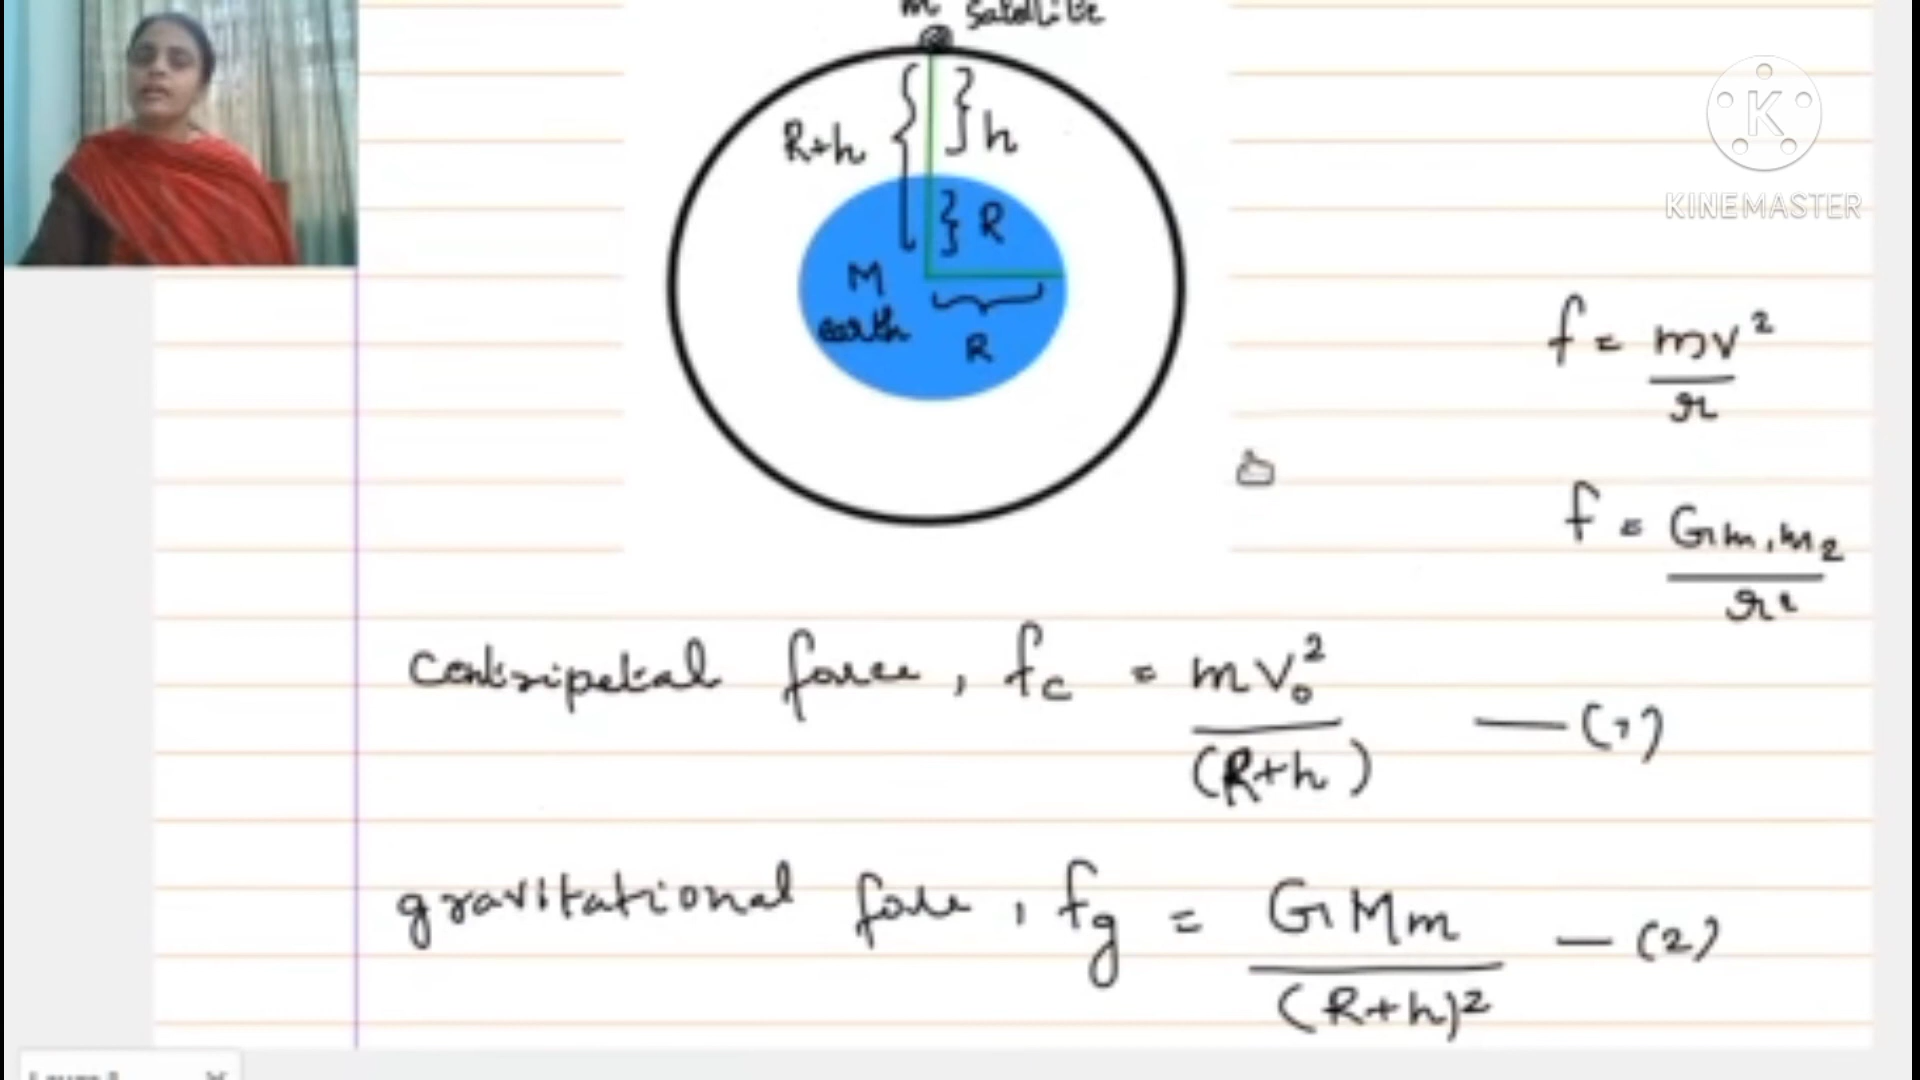 m Satellite
R+h
h
R
M
earth
R
KINEMASTER
f = mv²
r
f = Gm₁m₂
r²
centripetal force, fc = mv₀²
(R+h)
—(1)
gravitational force, fg = GMm
(R+h)²
—(2)